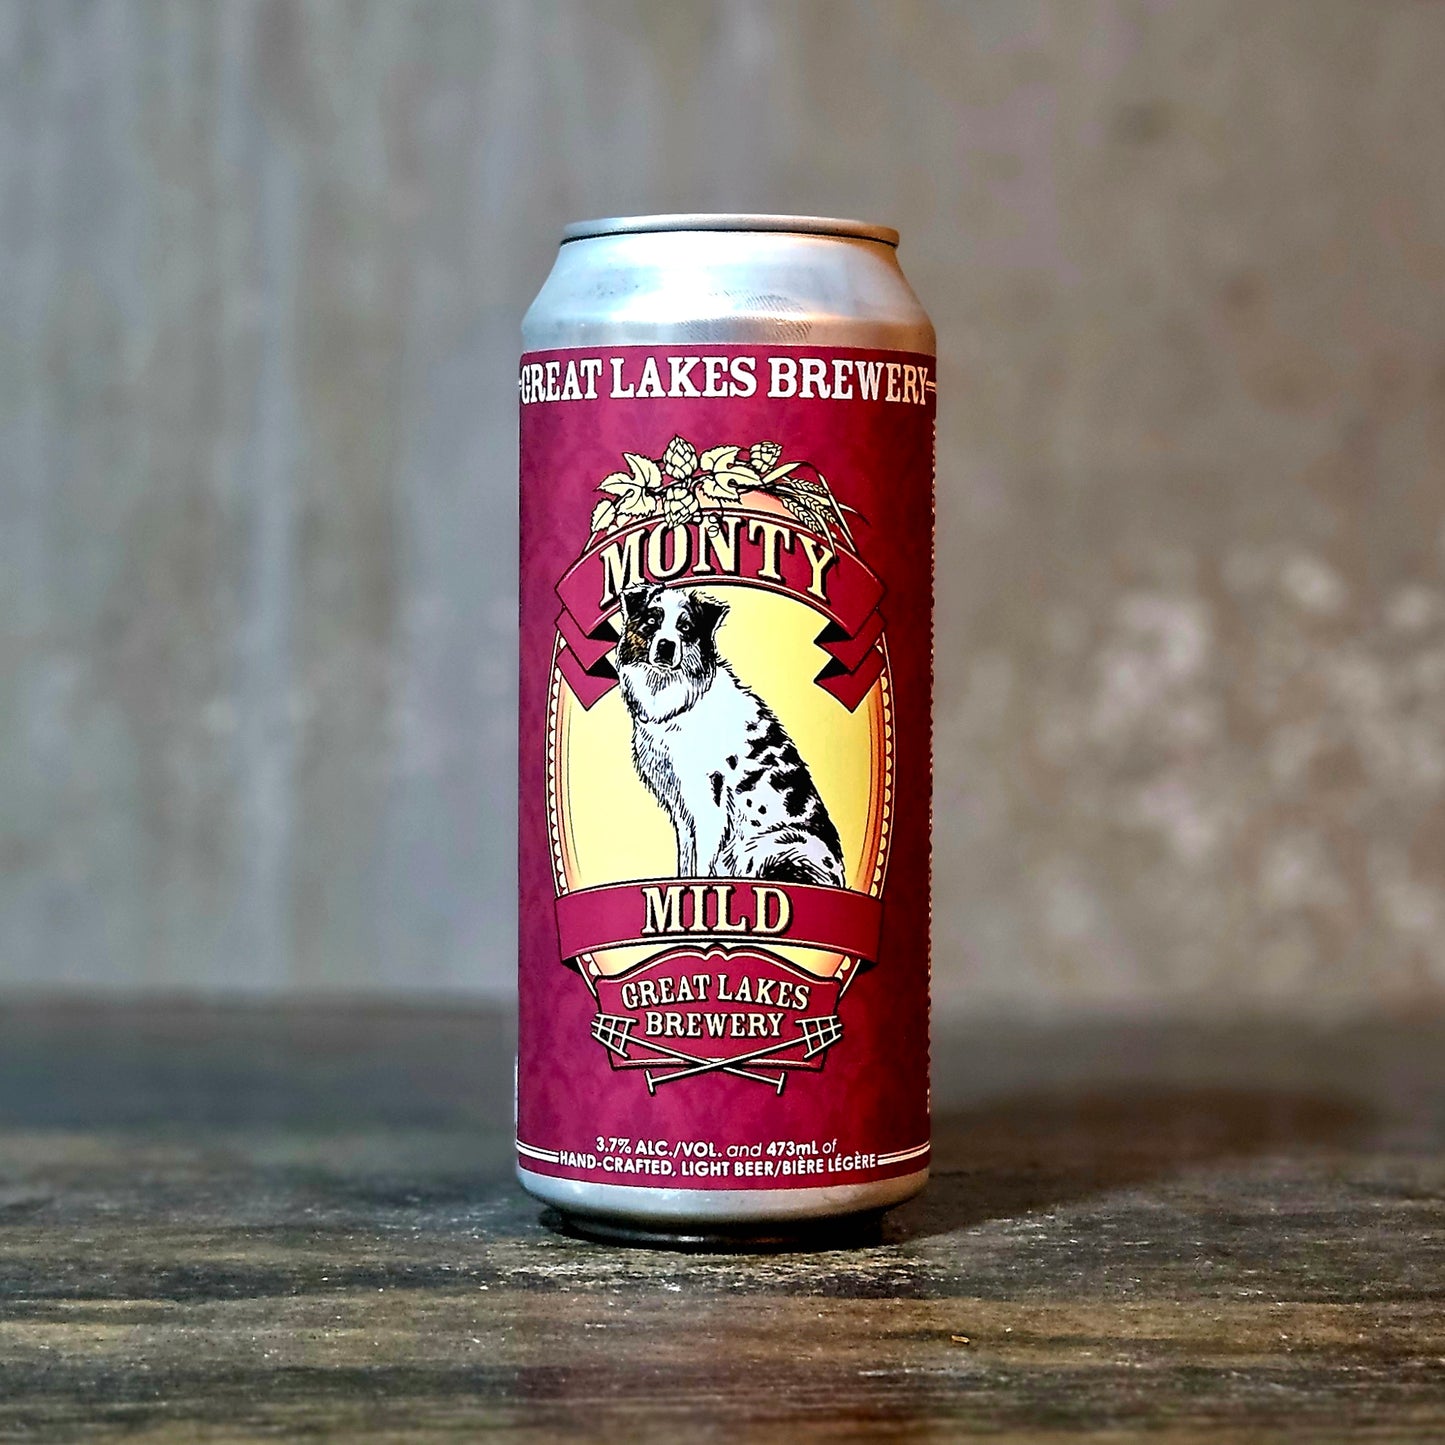 GREAT LAKES BREWERY
MONTY
MILD
GREAT LAKES
BREWERY
3.7% ALC./VOL. and 473mL of
HAND-CRAFTED, LIGHT BEER/BIÈRE LÉGÈRE